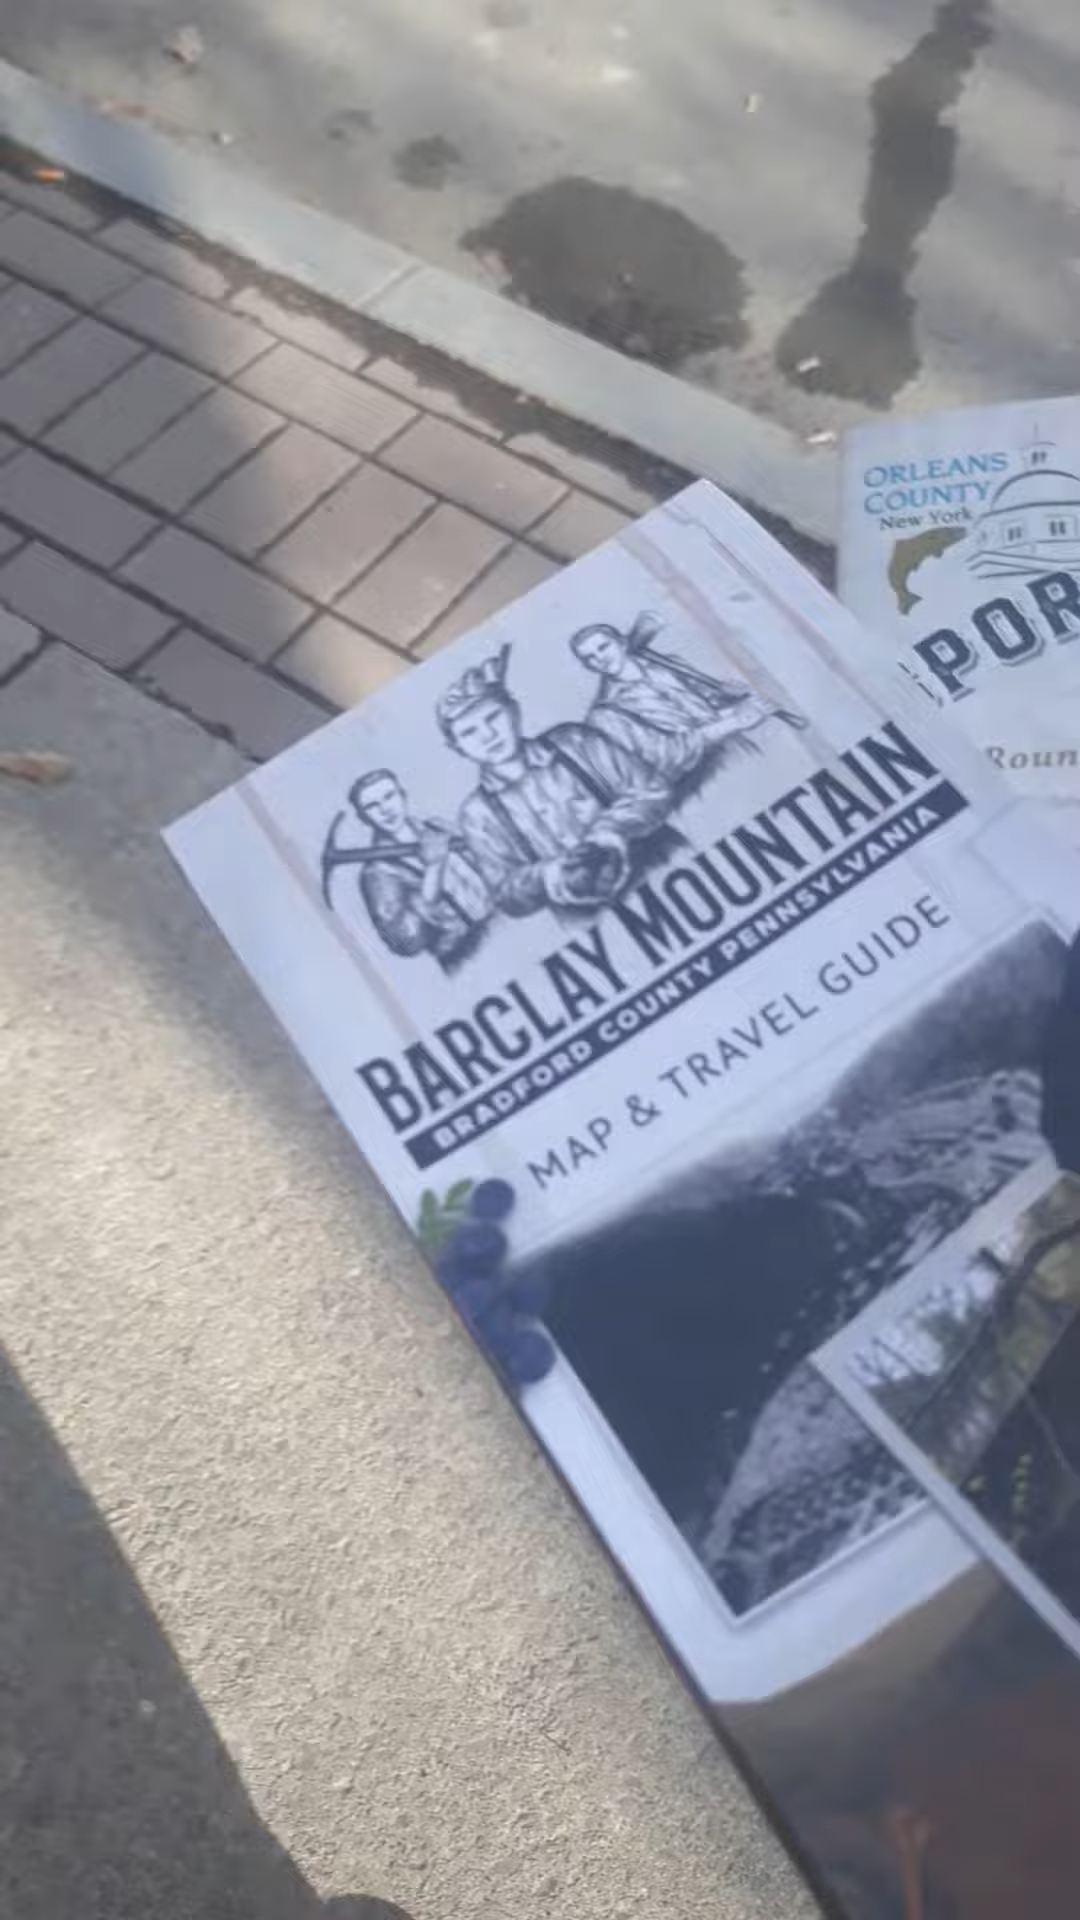 BARCLAY MOUNTAIN
BRADFORD COUNTY PENNSYLVANIA
MAP & TRAVEL GUIDE
ORLEANS
COUNTY
New York
POR
Roun